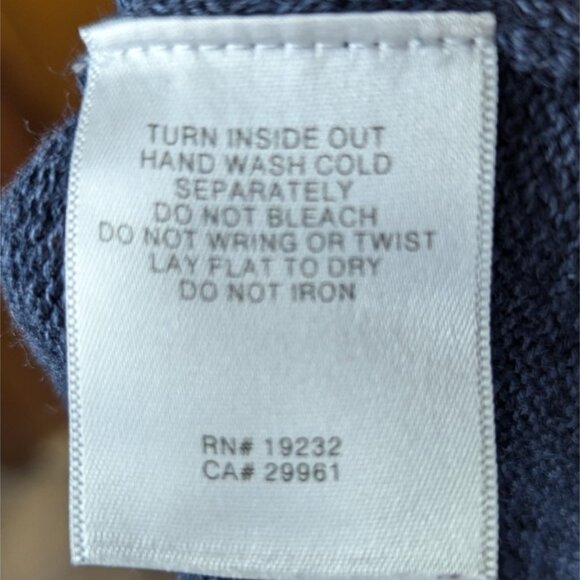 TURN INSIDE OUT
HAND WASH COLD
SEPARATELY
DO NOT BLEACH
DO NOT WRING OR TWIST
LAY FLAT TO DRY
DO NOT IRON
RN# 19232
CA# 29961